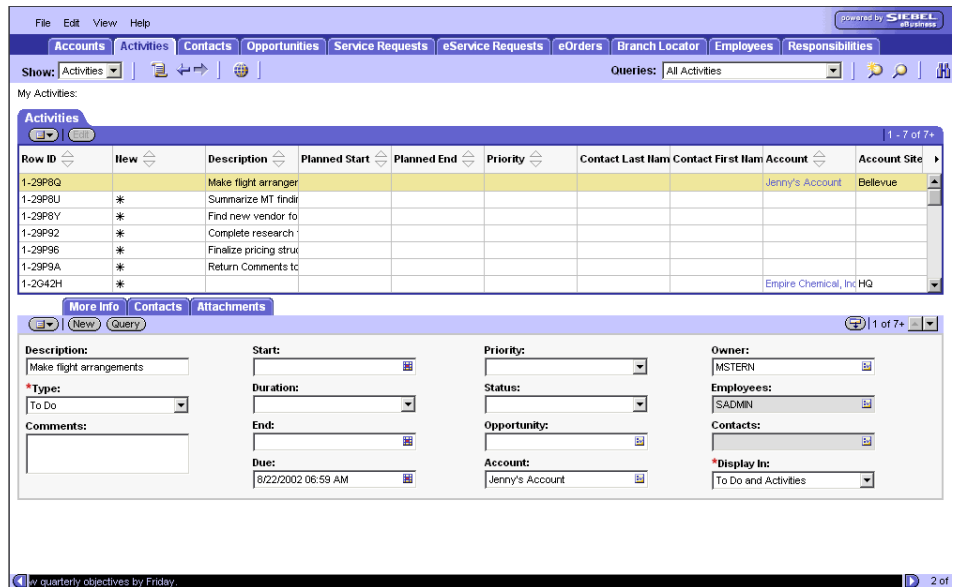 File Edit View Help
powered by SIEBEL eBusiness
Accounts Activities Contacts Opportunities Service Requests eService Requests eOrders Branch Locator Employees Responsibilities
Show: Activities Queries: All Activities
My Activities:
Activities
Edit 1 - 7 of 7+
Row ID New Description Planned Start Planned End Priority Contact Last Nam Contact First Nam Account Account Site
1-29P8Q Make flight arrangem Jenny's Account Bellevue
1-29P8U * Summarize MT findin
1-29P8Y * Find new vendor fo
1-29P92 * Complete research
1-29P96 * Finalize pricing struc
1-29P9A * Return Comments to
1-2G42H * Empire Chemical, Inc HQ
More Info Contacts Attachments
New Query 1 of 7+
Description: Start: Priority: Owner:
Make flight arrangements MSTERN
*Type: Duration: Status: Employees:
To Do SADMIN
Comments: End: Opportunity: Contacts:
Due: Account: *Display In:
8/22/2002 06:59 AM Jenny's Account To Do and Activities
w quarterly objectives by Friday. 2 of